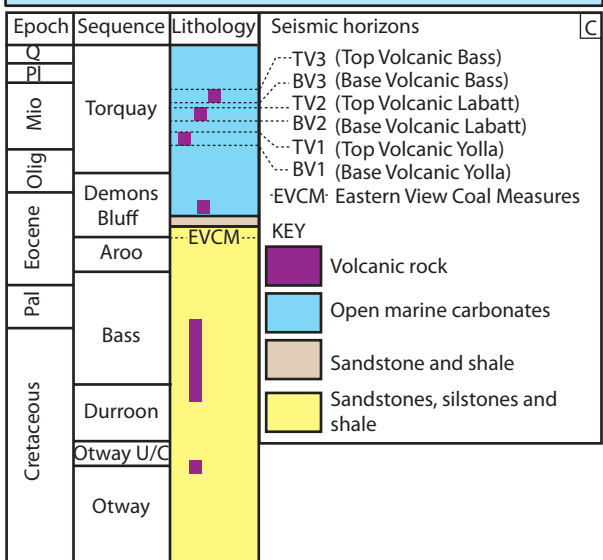 Epoch Sequence Lithology Seismic horizons C
Q
Pl
Mio
Olig
Eocene
Pal
Cretaceous
Torquay
Demons
Bluff
Aroo
Bass
Durroon
Otway U/C
Otway
EVCM
TV3 (Top Volcanic Bass)
BV3 (Base Volcanic Bass)
TV2 (Top Volcanic Labatt)
BV2 (Base Volcanic Labatt)
TV1 (Top Volcanic Yolla)
BV1 (Base Volcanic Yolla)
EVCM Eastern View Coal Measures
KEY
Volcanic rock
Open marine carbonates
Sandstone and shale
Sandstones, silstones and
shale